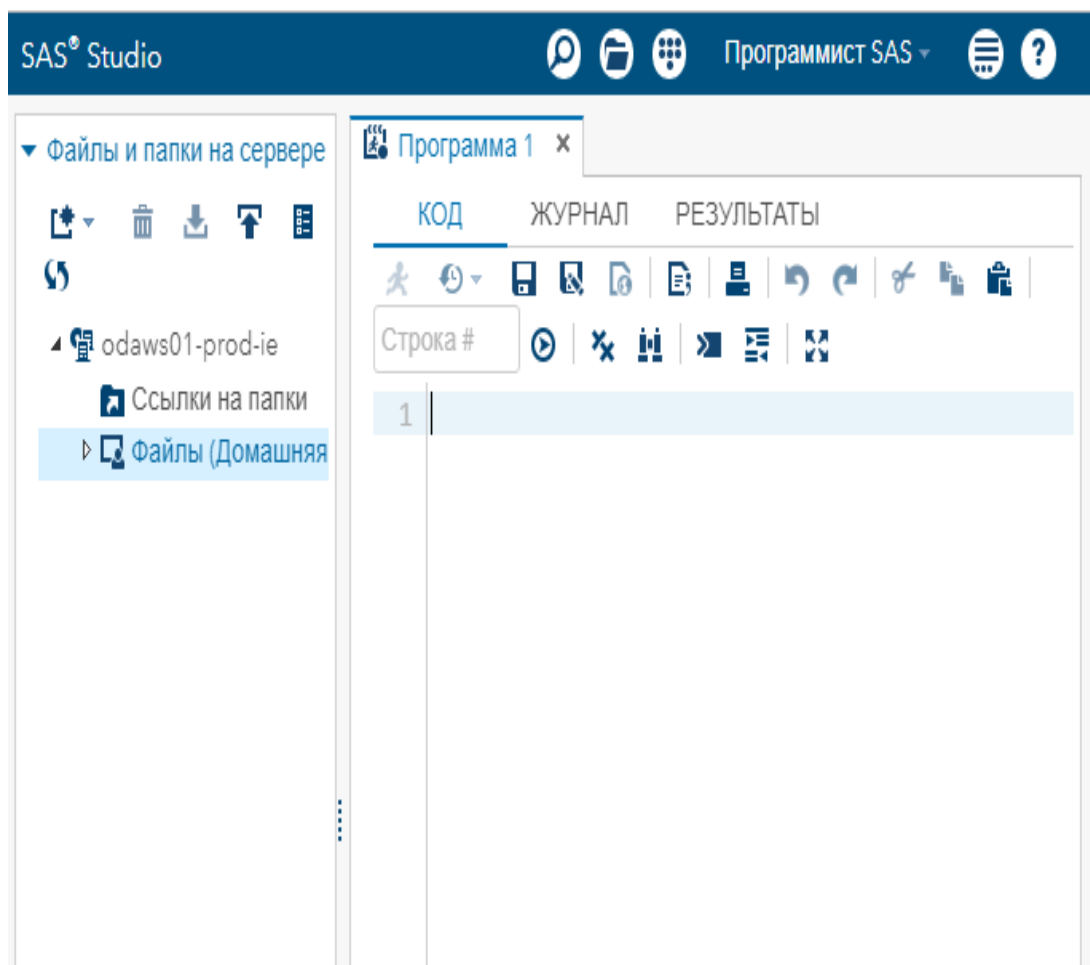 SAS® Studio
Программист SAS
Файлы и папки на сервере
odaws01-prod-ie
Ссылки на папки
Файлы (Домашняя
Программа 1
КОД ЖУРНАЛ РЕЗУЛЬТАТЫ
Строка #
1